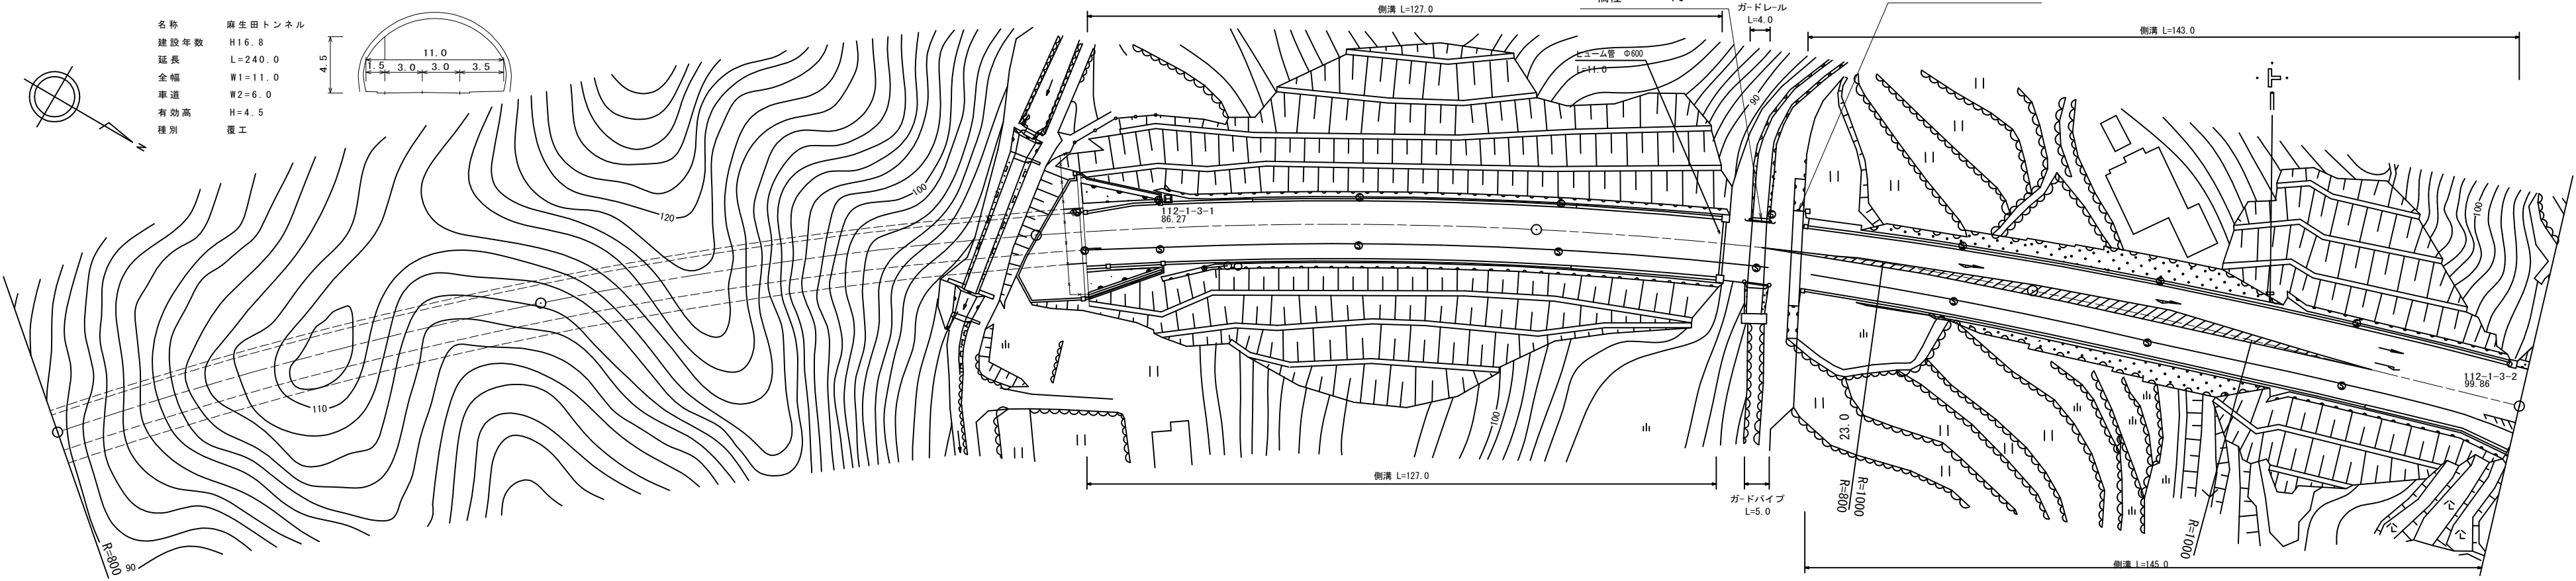 名称 麻生田トンネル
建設年数 H16.8
延長 L=240.0
全幅 W1=11.0
車道 W2=6.0
有効高 H=4.5
種別 覆工
4.5
11.0
1.5 3.0 3.0 3.5
N
側溝 L=127.0
ガードレール
L=4.0
側溝 L=143.0
ヒューム管 Φ600
L=11.0
90
100
120
112-1-3-1
86.27
100
112-1-3-2
99.86
110
100
23.0
側溝 L=127.0
ガードパイプ
L=5.0
R=800
R=1000
R=1000
R=800
90
側溝 L=145.0